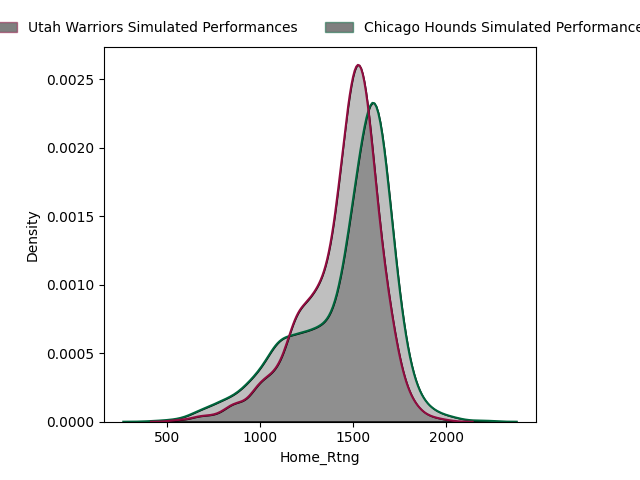 Utah Warriors Simulated Performances
Chicago Hounds Simulated Performance
0.0025
0.0020
0.0015
0.0010
0.0005
0.0000
Density
500
1000
1500
2000
Home_Rtng